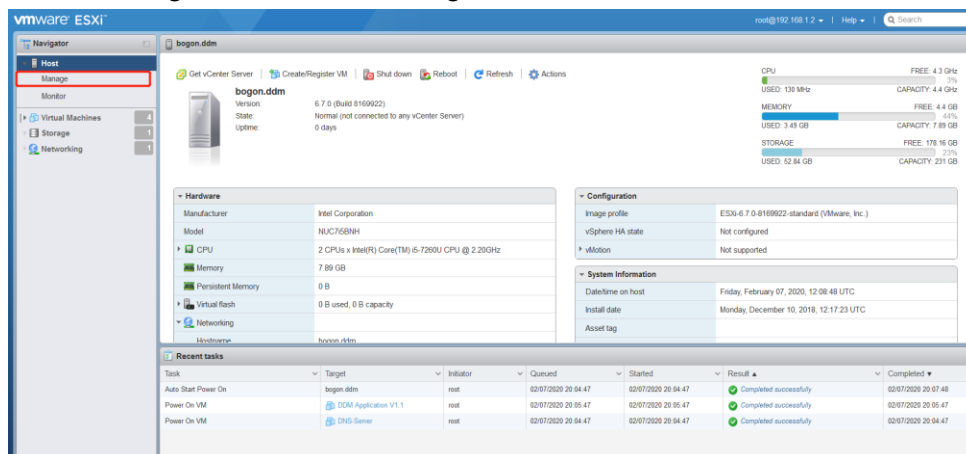 vmware ESXi
root@192.168.1.2 | Help | Search
Navigator
bogon.ddm
Host
Manage
Monitor
Virtual Machines 4
Storage 1
Networking 1
Get vCenter Server | Create/Register VM | Shut down Reboot | Refresh | Actions
bogon.ddm
Version: 6.7.0 (Build 8169922)
State: Normal (not connected to any vCenter Server)
Uptime: 0 days
CPU FREE: 4.3 GHz
3%
USED: 130 MHz CAPACITY: 4.4 GHz
MEMORY FREE: 4.4 GB
44%
USED: 3.49 GB CAPACITY: 7.89 GB
STORAGE FREE: 178.16 GB
23%
USED: 52.84 GB CAPACITY: 231 GB
Hardware
Manufacturer Intel Corporation
Model NUC7i5BNH
CPU 2 CPUs x Intel(R) Core(TM) i5-7260U CPU @ 2.20GHz
Memory 7.89 GB
Persistent Memory 0 B
Virtual flash 0 B used, 0 B capacity
Networking
Hostname bogon.ddm
Configuration
Image profile ESXi-6.7.0-8169922-standard (VMware, Inc.)
vSphere HA state Not configured
vMotion Not supported
System Information
Date/time on host Friday, February 07, 2020, 12:08:48 UTC
Install date Monday, December 10, 2018, 12:17:23 UTC
Asset tag
Recent tasks
Task Target Initiator Queued Started Result Completed
Auto Start Power On bogon.ddm root 02/07/2020 20:04:47 02/07/2020 20:04:47 Completed successfully 02/07/2020 20:07:48
Power On VM DDM Application V1.1 root 02/07/2020 20:05:47 02/07/2020 20:05:47 Completed successfully 02/07/2020 20:05:47
Power On VM DNS-Server root 02/07/2020 20:04:47 02/07/2020 20:04:47 Completed successfully 02/07/2020 20:04:47